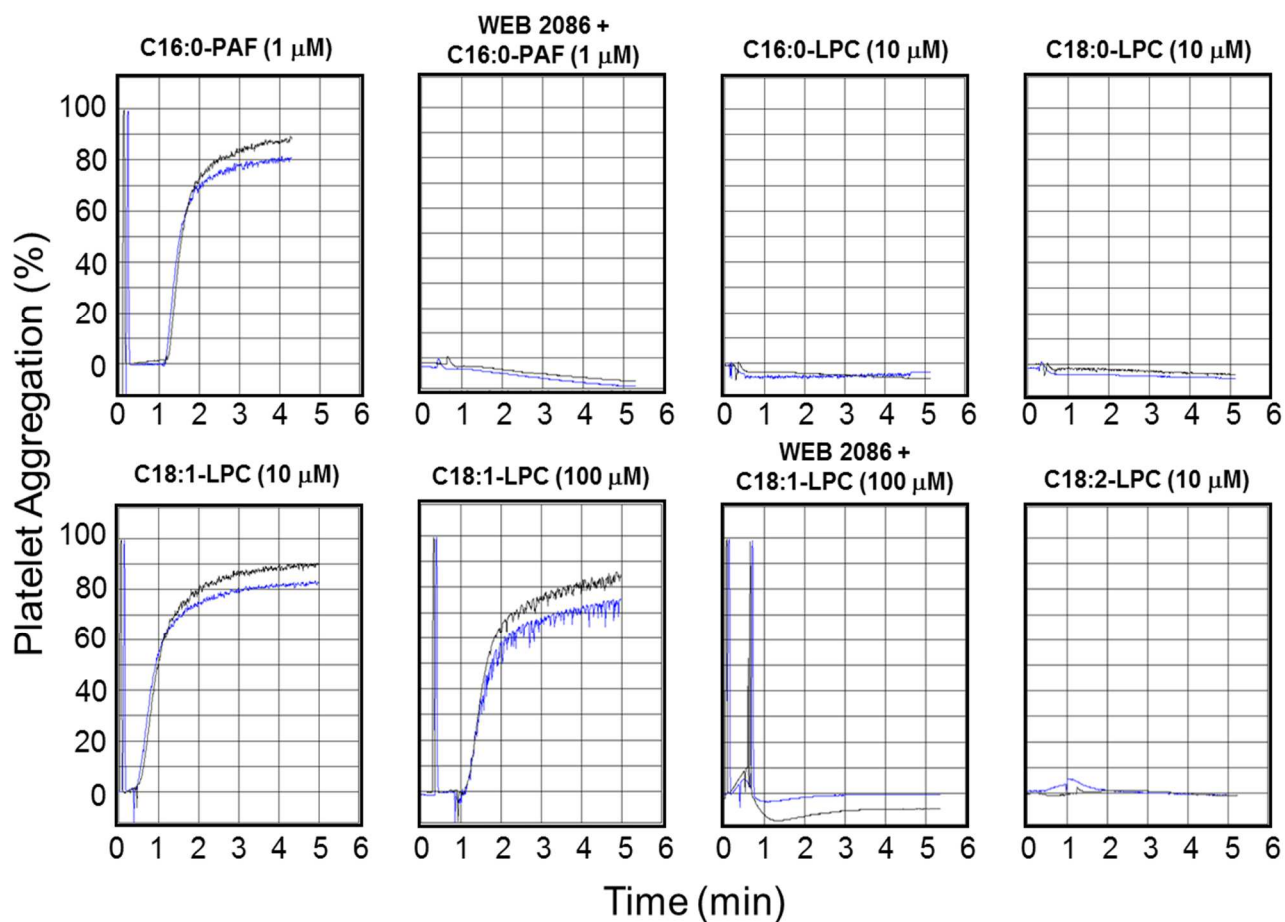 C16:0-PAF (1 μM)
WEB 2086 +
C16:0-PAF (1 μM)
C16:0-LPC (10 μM)
C18:0-LPC (10 μM)
Platelet Aggregation (%)
100
80
60
40
20
0
0 1 2 3 4 5 6
0 1 2 3 4 5 6
0 1 2 3 4 5 6
0 1 2 3 4 5 6
C18:1-LPC (10 μM)
C18:1-LPC (100 μM)
WEB 2086 +
C18:1-LPC (100 μM)
C18:2-LPC (10 μM)
100
80
60
40
20
0
0 1 2 3 4 5 6
0 1 2 3 4 5 6
0 1 2 3 4 5 6
0 1 2 3 4 5 6
Time (min)